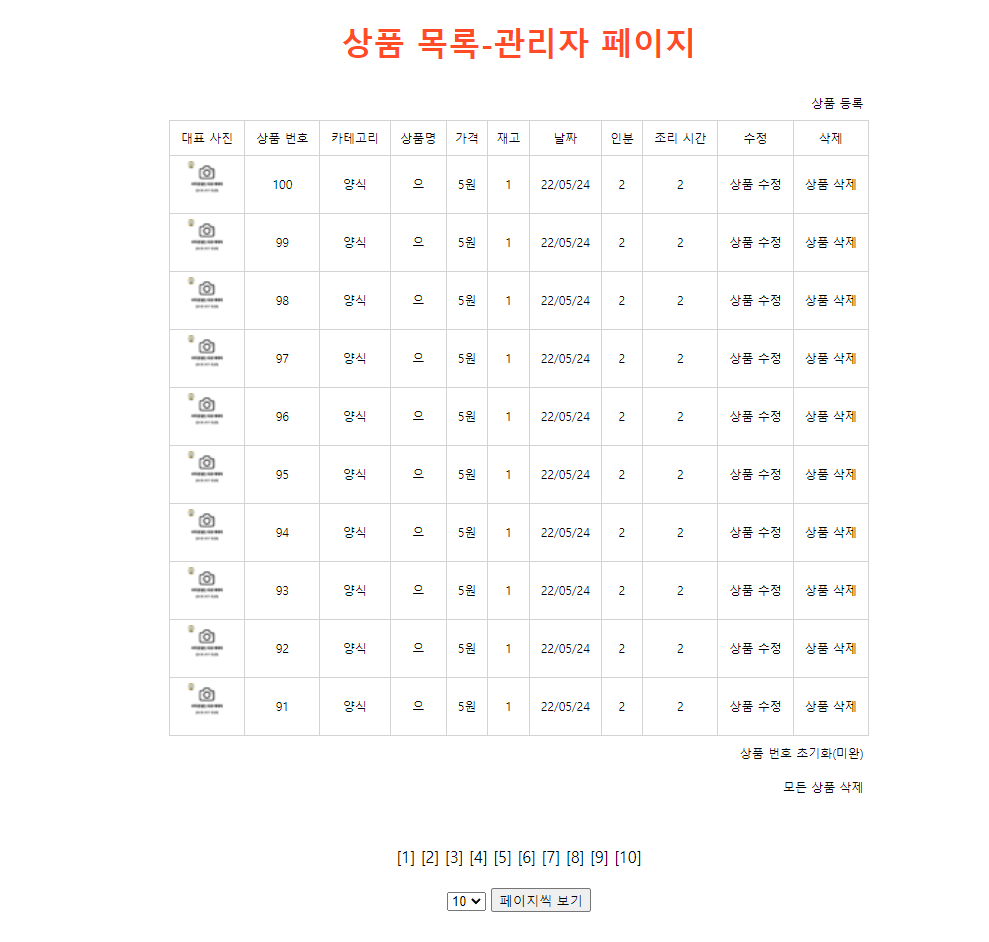 상품 목록-관리자 페이지
상품 등록
대표 사진 상품 번호 카테고리 상품명 가격 재고 날짜 인분 조리 시간 수정 삭제
100 양식 으 5원 1 22/05/24 2 2 상품 수정 상품 삭제
99 양식 으 5원 1 22/05/24 2 2 상품 수정 상품 삭제
98 양식 으 5원 1 22/05/24 2 2 상품 수정 상품 삭제
97 양식 으 5원 1 22/05/24 2 2 상품 수정 상품 삭제
96 양식 으 5원 1 22/05/24 2 2 상품 수정 상품 삭제
95 양식 으 5원 1 22/05/24 2 2 상품 수정 상품 삭제
94 양식 으 5원 1 22/05/24 2 2 상품 수정 상품 삭제
93 양식 으 5원 1 22/05/24 2 2 상품 수정 상품 삭제
92 양식 으 5원 1 22/05/24 2 2 상품 수정 상품 삭제
91 양식 으 5원 1 22/05/24 2 2 상품 수정 상품 삭제
상품 번호 초기화(미완)
모든 상품 삭제
[1] [2] [3] [4] [5] [6] [7] [8] [9] [10]
10 페이지씩 보기